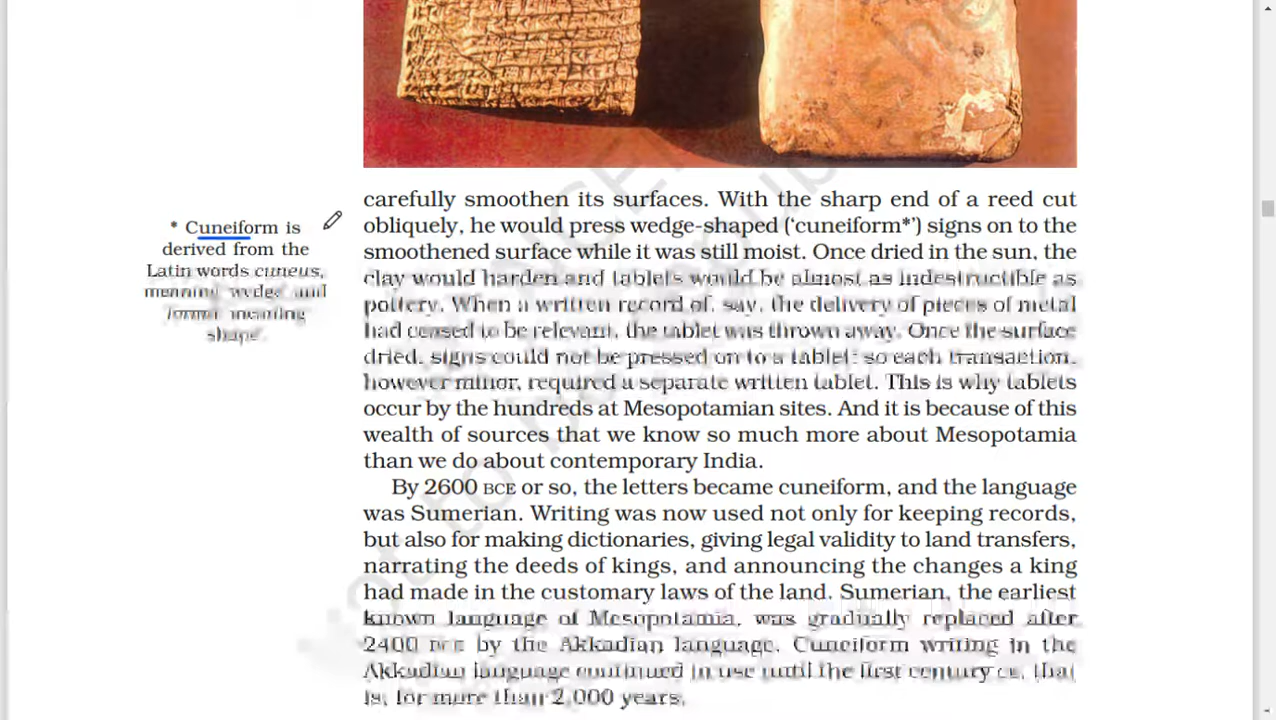 carefully smoothen its surfaces. With the sharp end of a reed cut
obliquely, he would press wedge-shaped (‘cuneiform*’) signs on to the
smoothened surface while it was still moist. Once dried in the sun, the
clay would harden and tablets would be almost as indestructible as
pottery. When a written record of, say, the delivery of pieces of metal
had ceased to be relevant, the tablet was thrown away. Once the surface
dried, signs could not be pressed on to a tablet: so each transaction,
however minor, required a separate written tablet. This is why tablets
occur by the hundreds at Mesopotamian sites. And it is because of this
wealth of sources that we know so much more about Mesopotamia
than we do about contemporary India.
By 2600 BCE or so, the letters became cuneiform, and the language
was Sumerian. Writing was now used not only for keeping records,
but also for making dictionaries, giving legal validity to land transfers,
narrating the deeds of kings, and announcing the changes a king
had made in the customary laws of the land. Sumerian, the earliest
known language of Mesopotamia, was gradually replaced after
2400 BCE by the Akkadian language. Cuneiform writing in the
Akkadian language continued in use until the first century CE, that
is, for more than 2,000 years.
* Cuneiform is
derived from the
Latin words cuneus,
meaning ‘wedge’ and
forma, meaning
‘shape’.